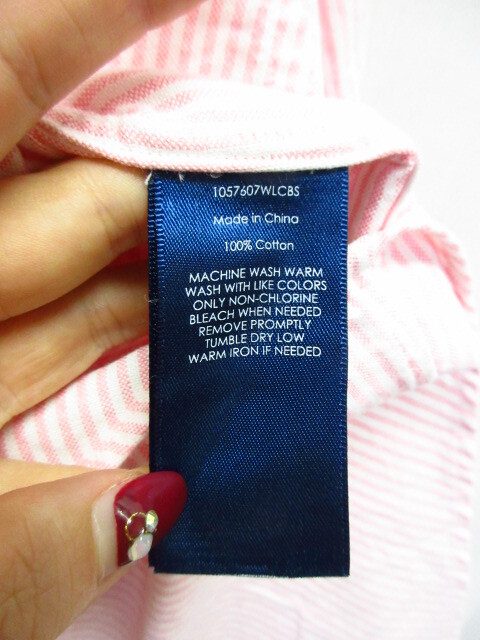 1057607WLCBS
Made in China
100% Cotton
MACHINE WASH WARM
WASH WITH LIKE COLORS
ONLY NON-CHLORINE
BLEACH WHEN NEEDED
REMOVE PROMPTLY
TUMBLE DRY LOW
WARM IRON IF NEEDED